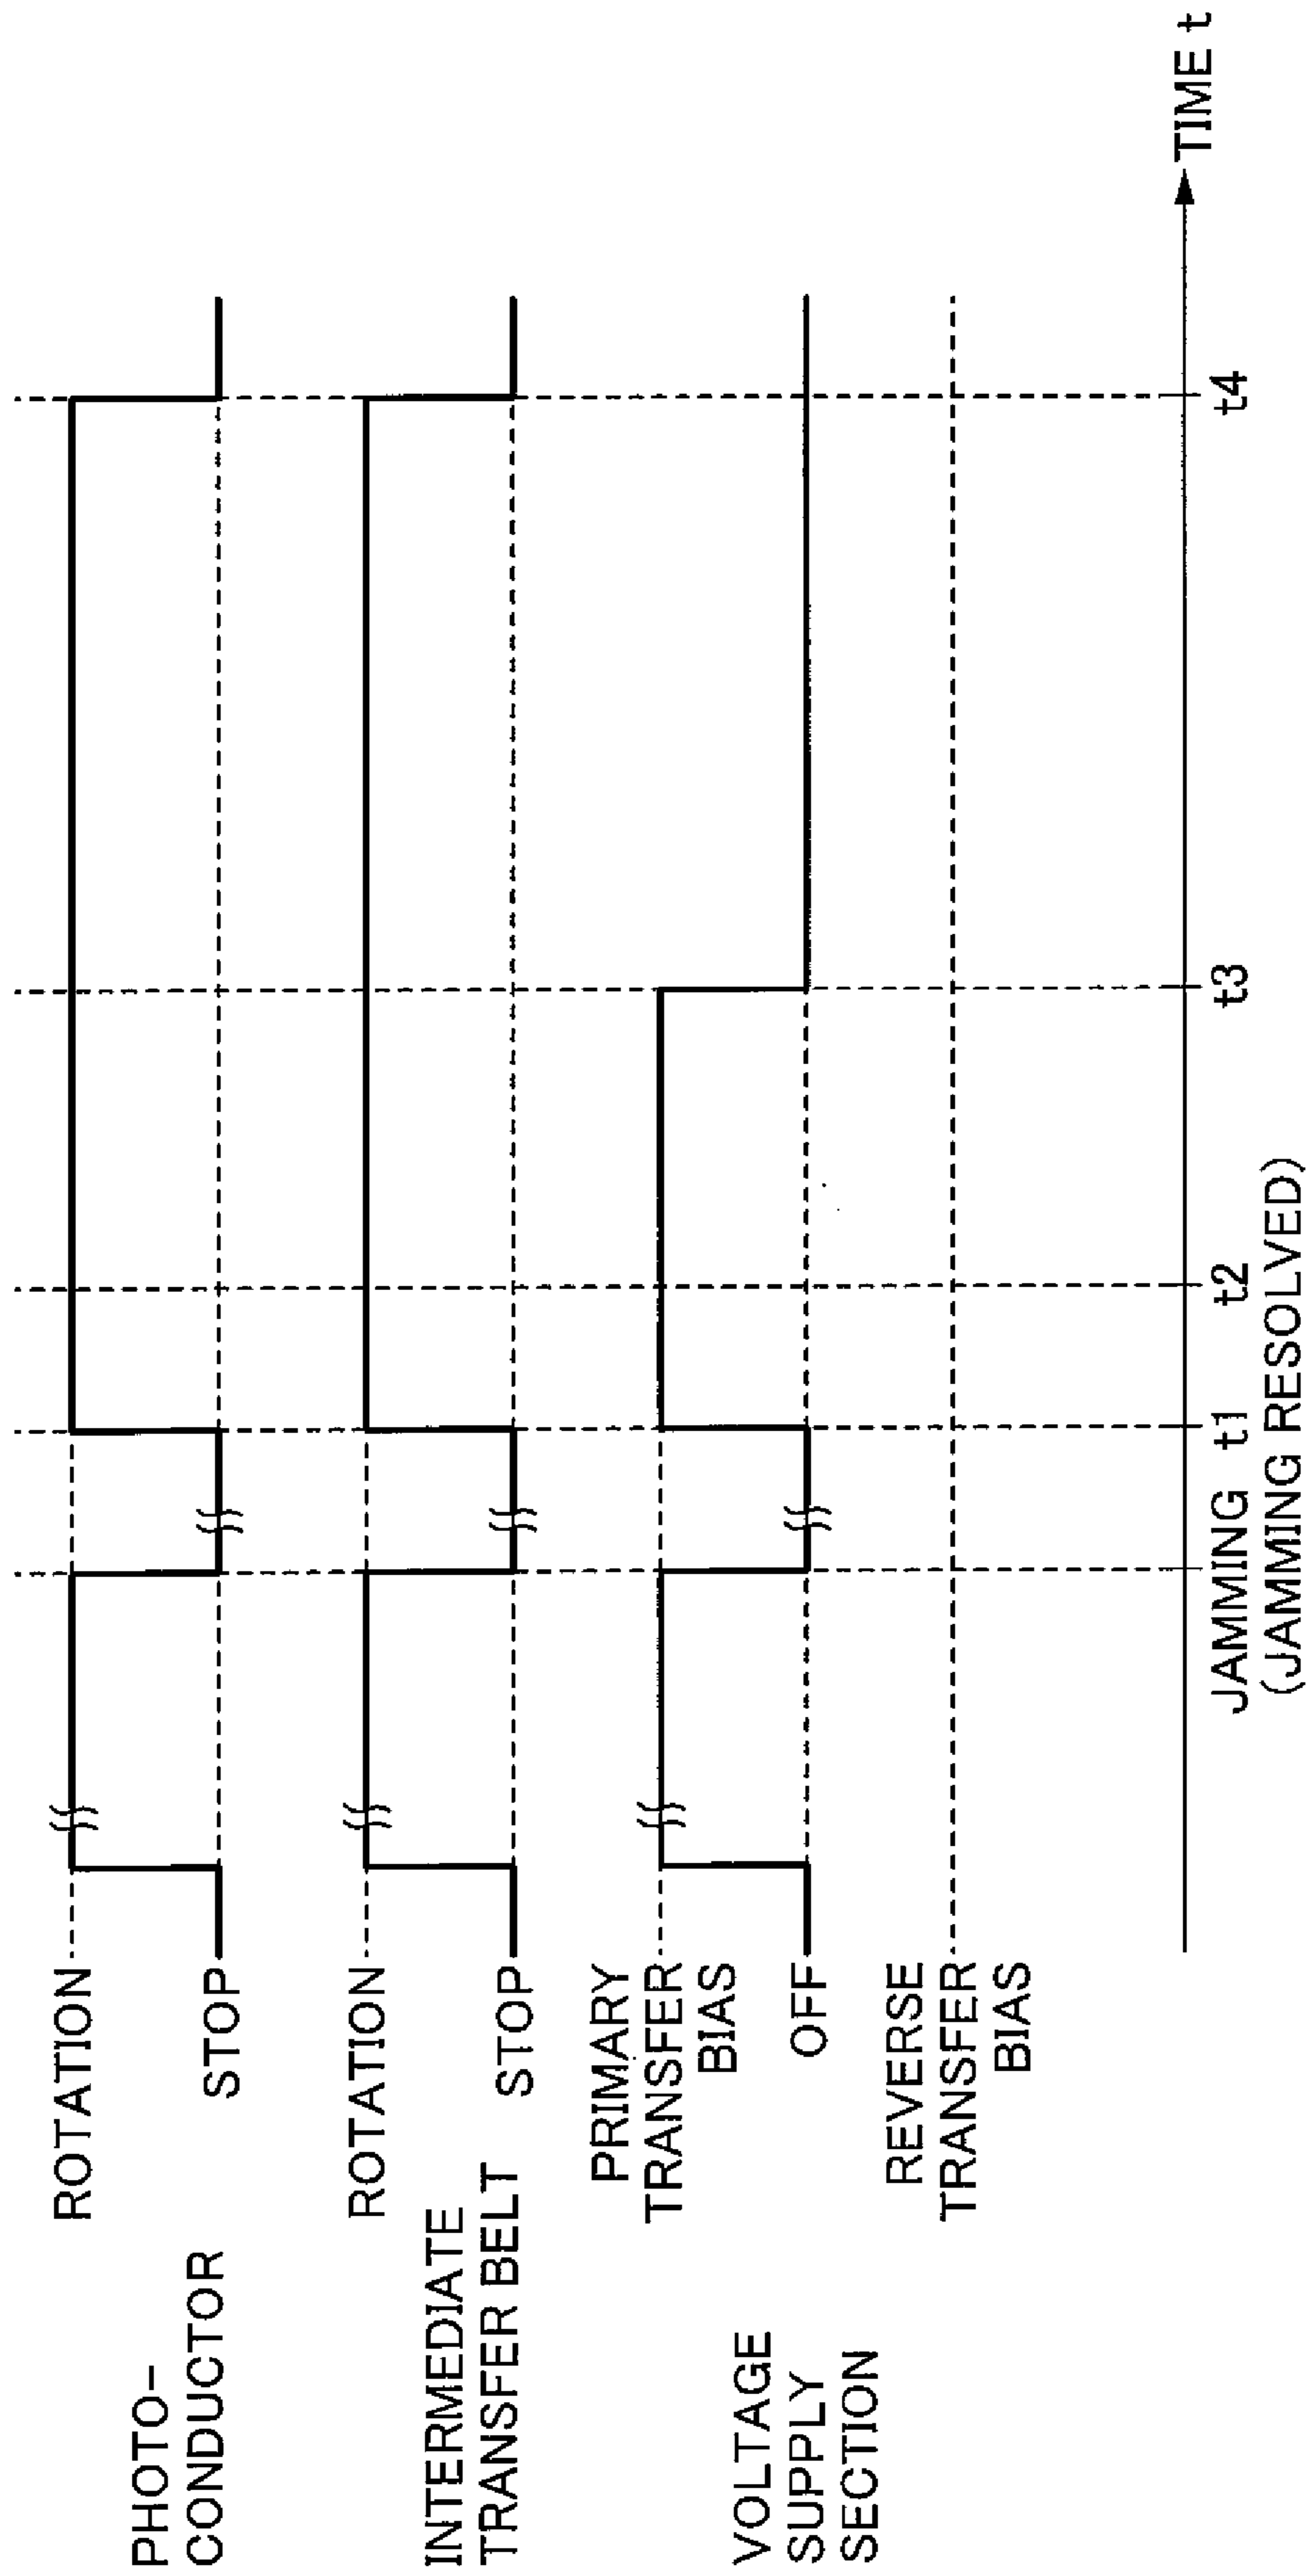 PHOTO-
CONDUCTOR
ROTATION
STOP
INTERMEDIATE
TRANSFER BELT
ROTATION
STOP
VOLTAGE
SUPPLY
SECTION
PRIMARY
TRANSFER
BIAS
OFF
REVERSE
TRANSFER
BIAS
JAMMING t1 t2 t3 t4
(JAMMING RESOLVED)
TIME t